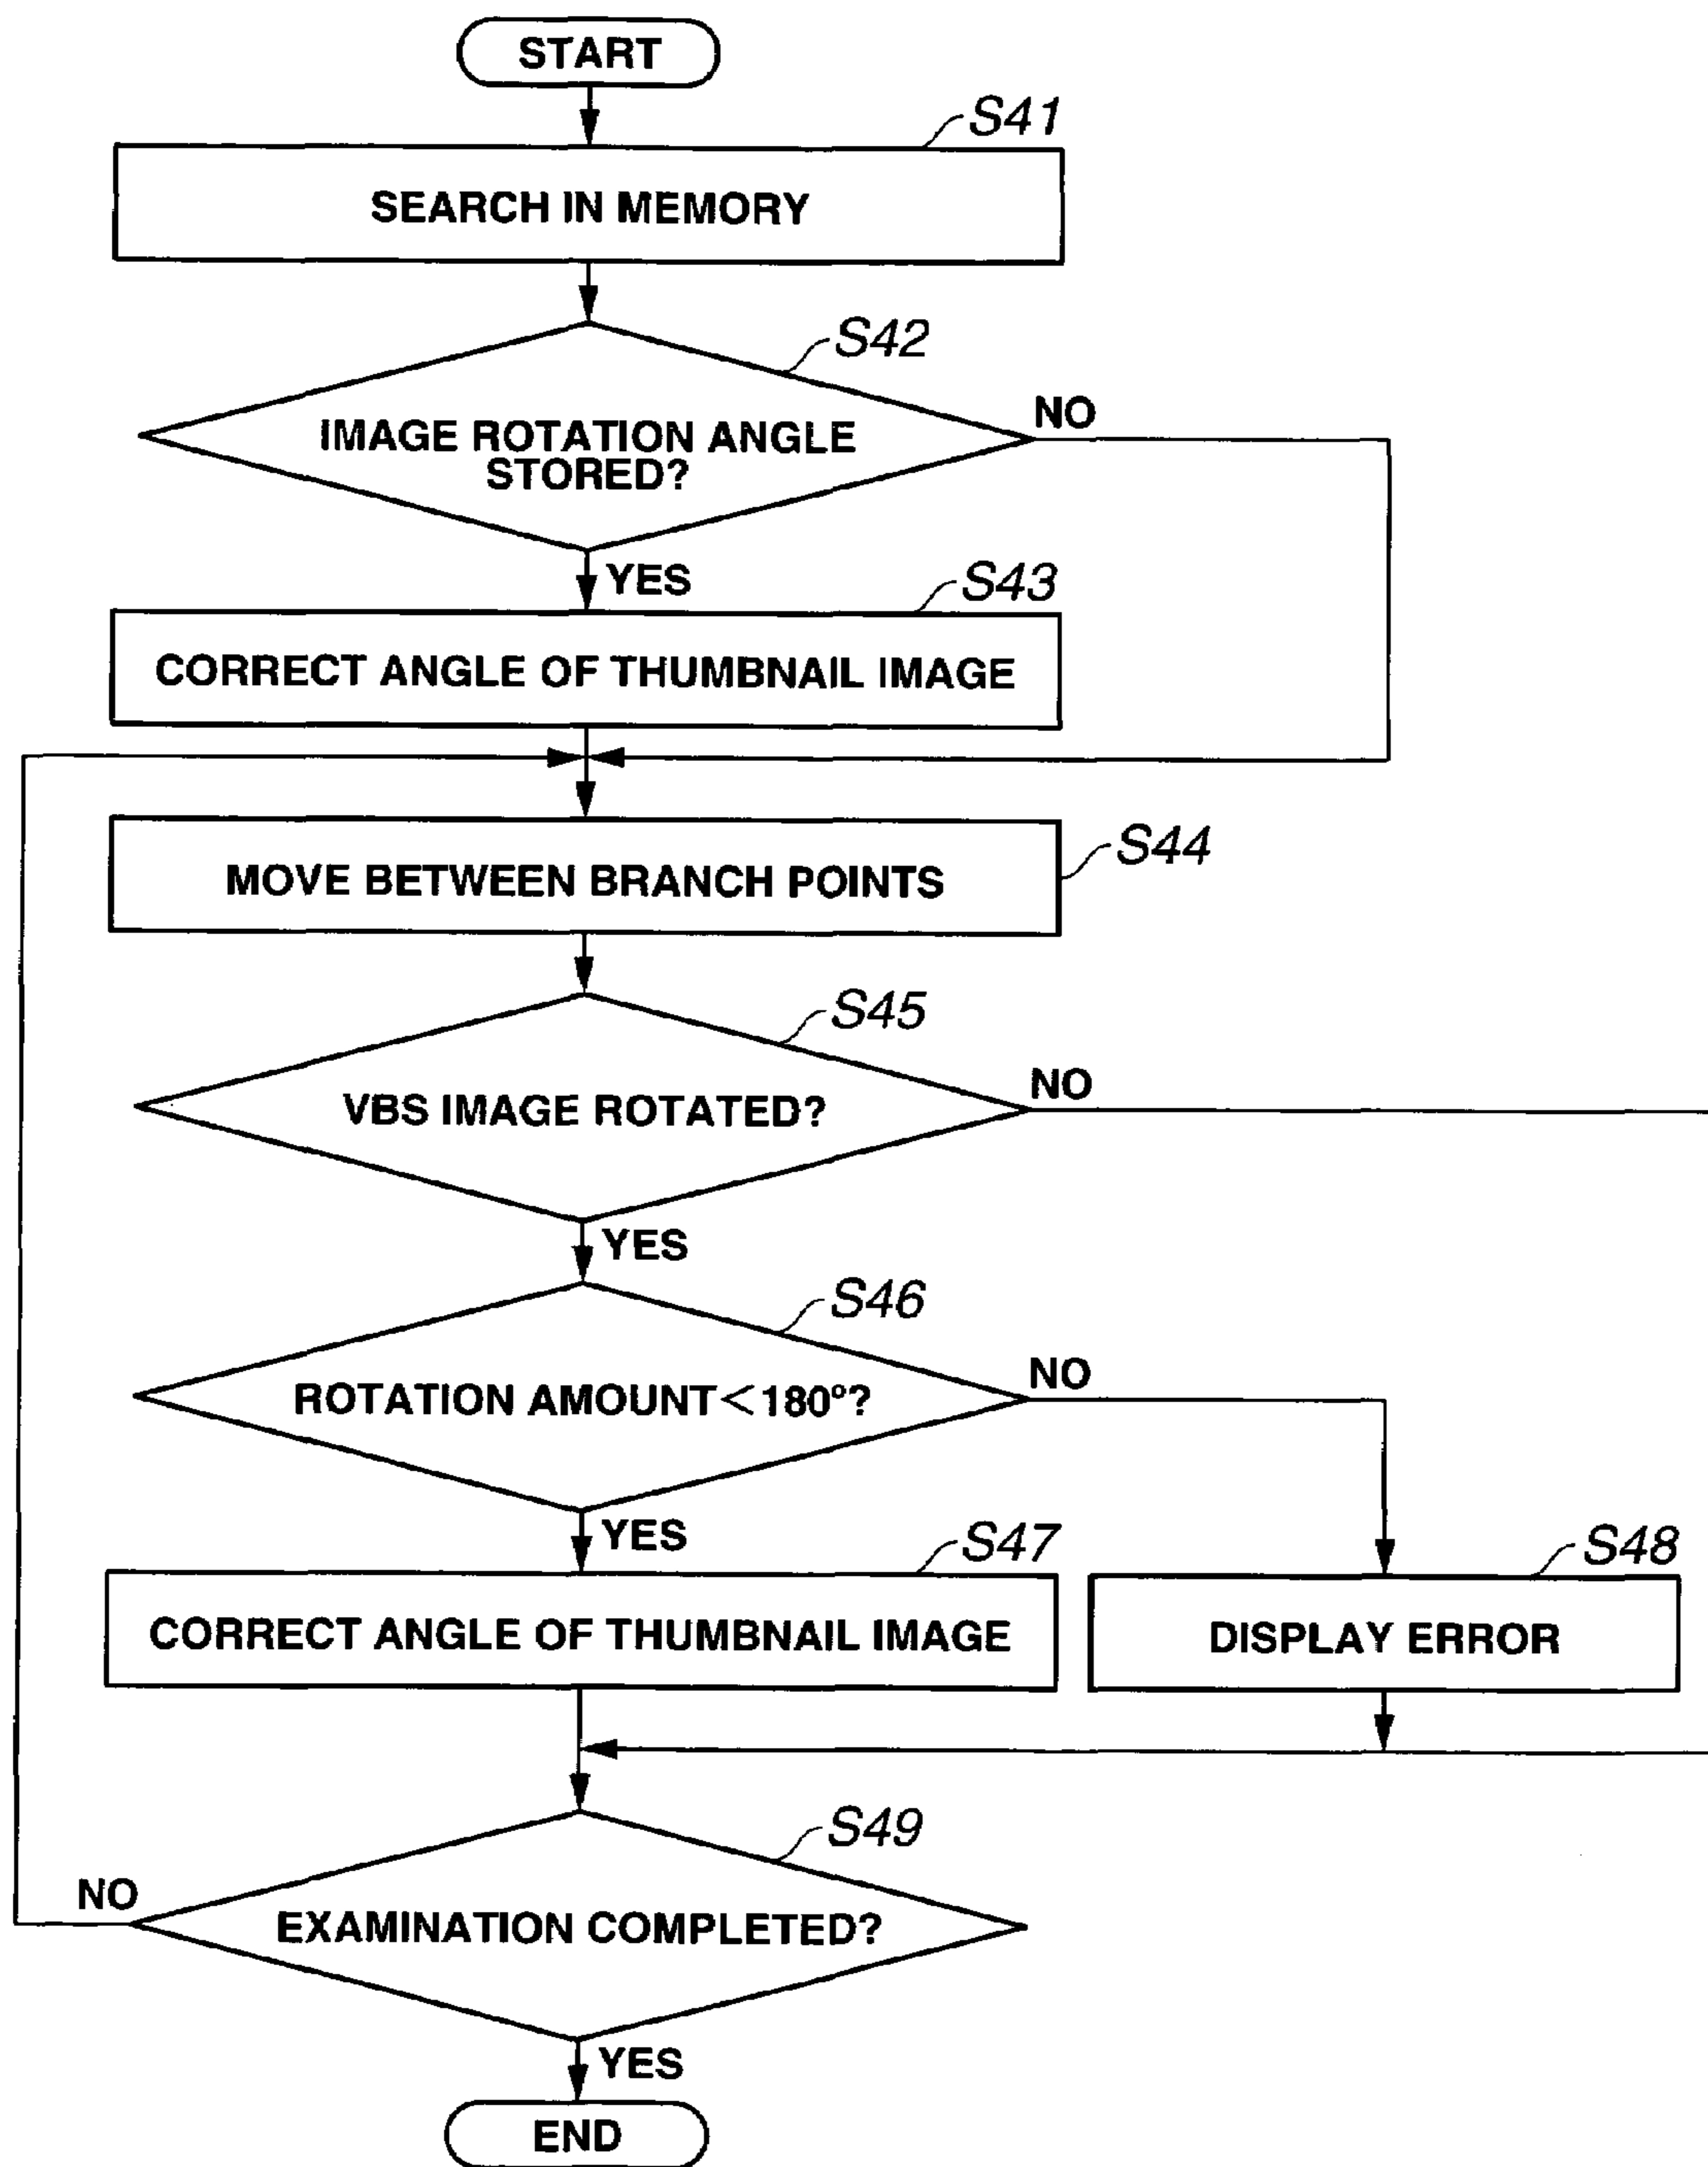 START
S41
SEARCH IN MEMORY
S42
IMAGE ROTATION ANGLE
STORED?
NO
YES
S43
CORRECT ANGLE OF THUMBNAIL IMAGE
S44
MOVE BETWEEN BRANCH POINTS
S45
VBS IMAGE ROTATED?
NO
YES
S46
ROTATION AMOUNT<180°?
NO
YES
S47
CORRECT ANGLE OF THUMBNAIL IMAGE
S48
DISPLAY ERROR
S49
NO
EXAMINATION COMPLETED?
YES
END